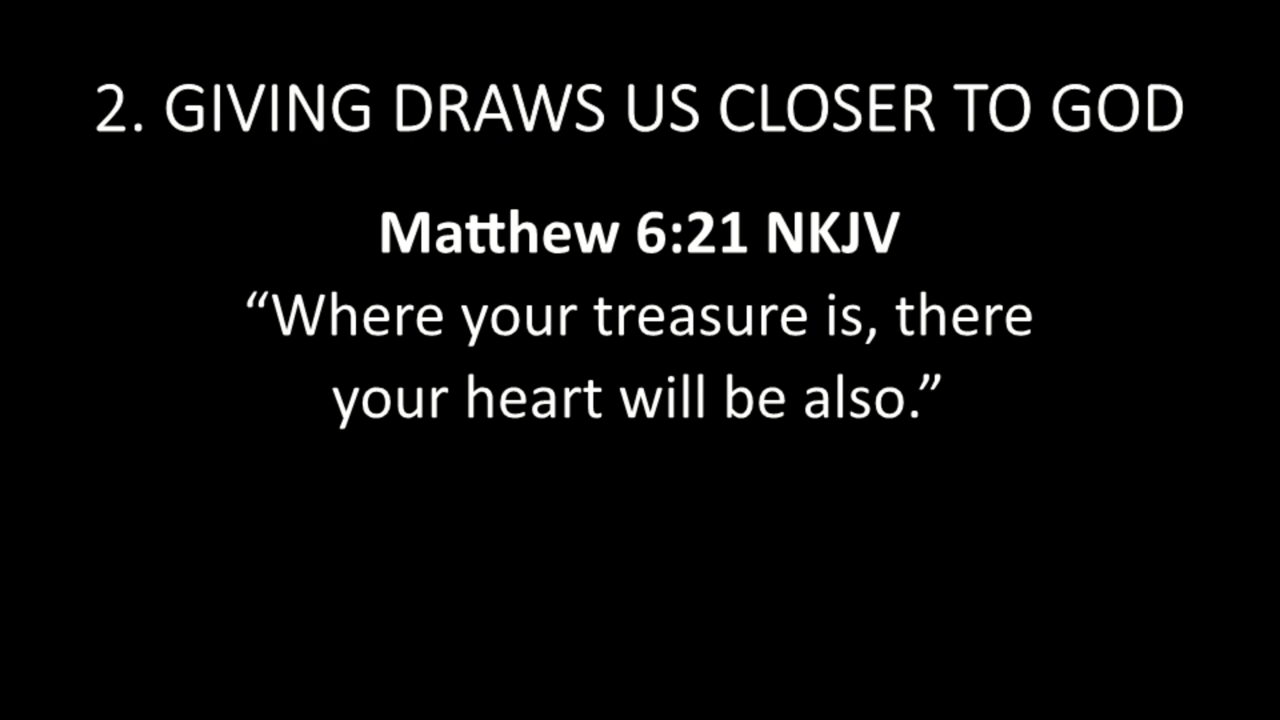 2. GIVING DRAWS US CLOSER TO GOD
Matthew 6:21 NKJV
“Where your treasure is, there
your heart will be also.”